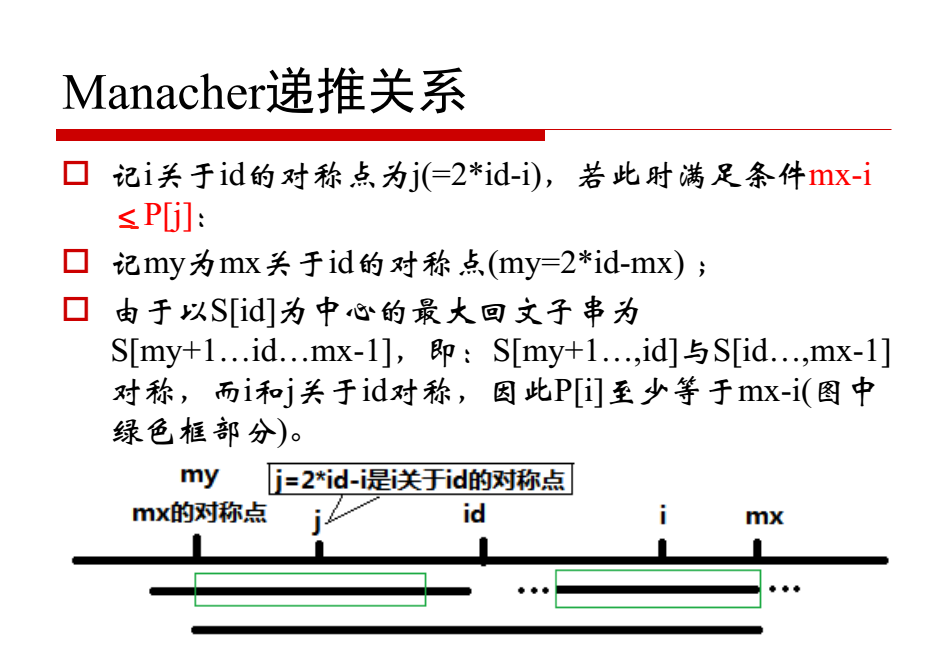 Manacher递推关系
记i关于id的对称点为j(=2*id-i)，若此时满足条件mx-i
≤P[j]：
记my为mx关于id的对称点(my=2*id-mx)；
由于以S[id]为中心的最大回文子串为
S[my+1…id…mx-1]，即：S[my+1…,id]与S[id…,mx-1]
对称，而i和j关于id对称，因此P[i]至少等于mx-i(图中
绿色框部分)。
my
j=2*id-i是i关于id的对称点
mx的对称点 j id i mx
••• •••